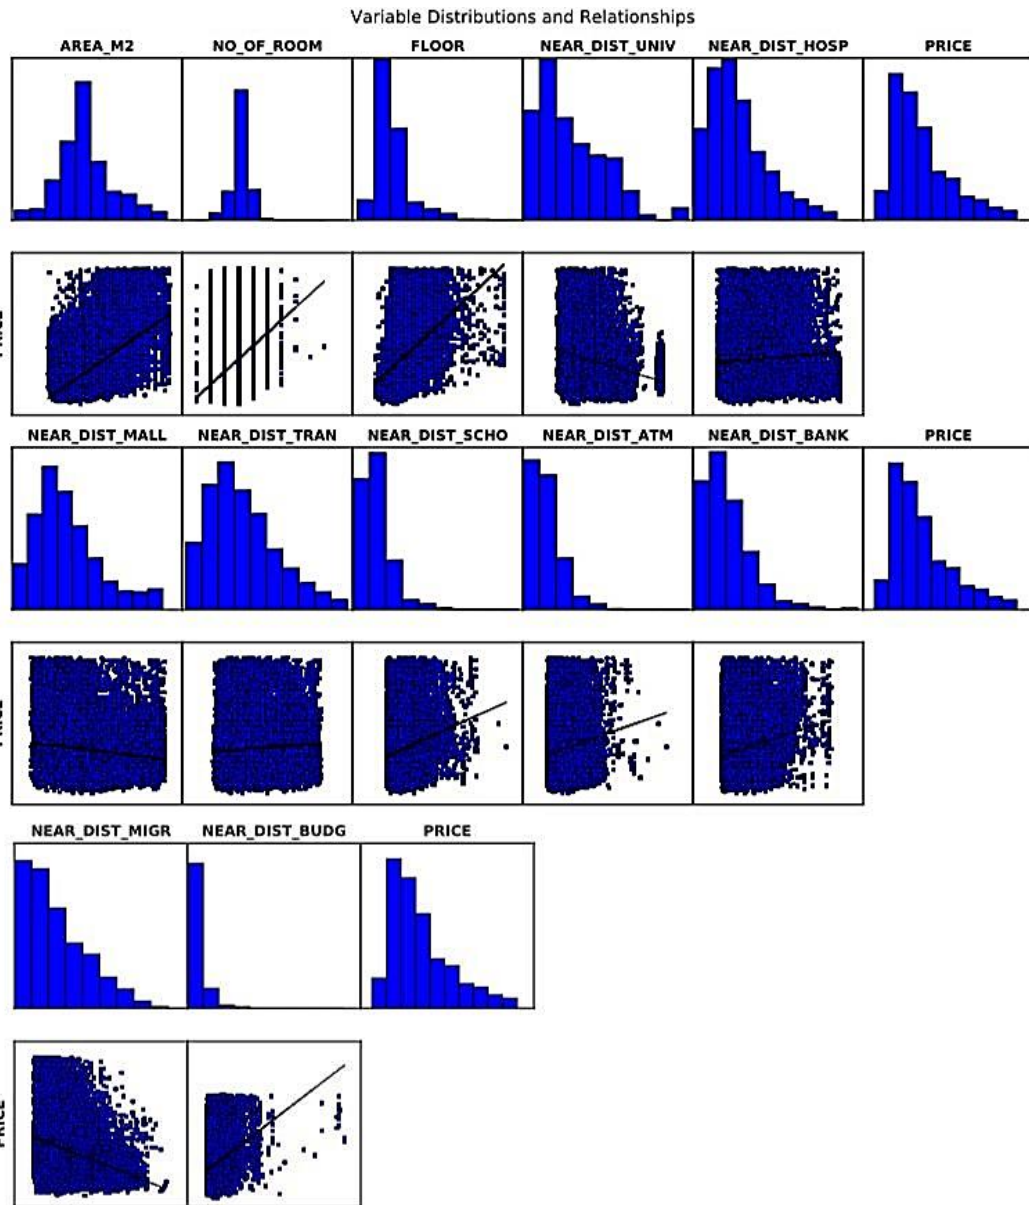 Variable Distributions and Relationships
AREA_M2 NO_OF_ROOM FLOOR NEAR_DIST_UNIV NEAR_DIST_HOSP PRICE
NEAR_DIST_MALL NEAR_DIST_TRAN NEAR_DIST_SCHO NEAR_DIST_ATM NEAR_DIST_BANK PRICE
NEAR_DIST_MIGR NEAR_DIST_BUDG PRICE
PRICE